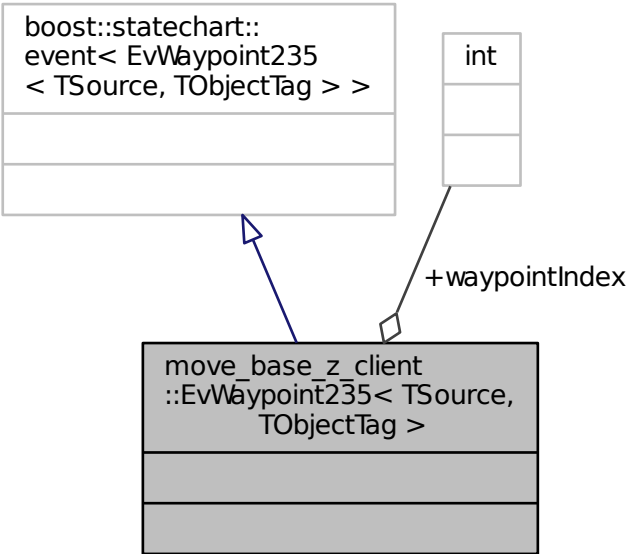 boost::statechart::
event< EvWaypoint235
< TSource, TObjectTag > >
int
+waypointIndex
move_base_z_client
::EvWaypoint235< TSource,
TObjectTag >